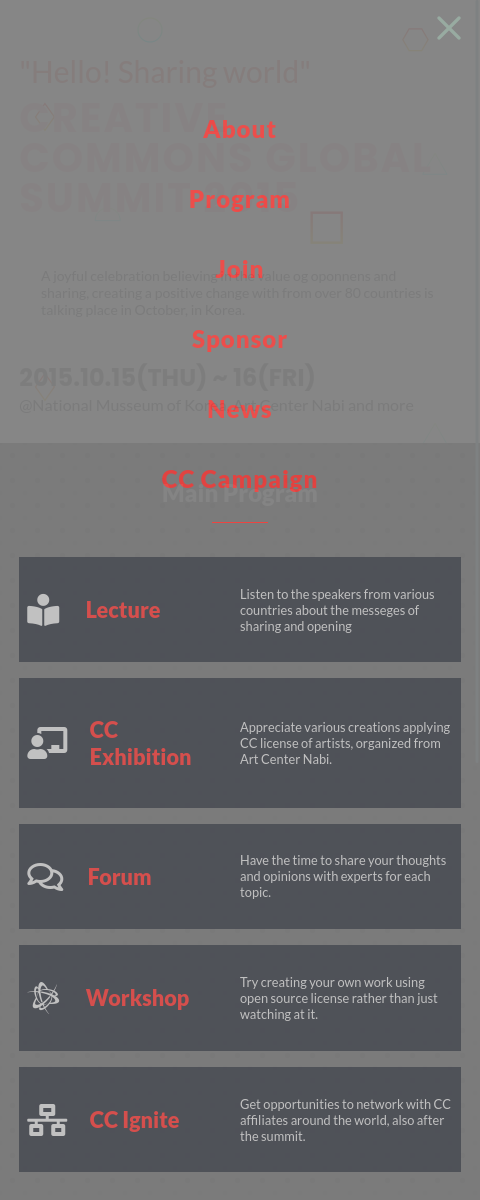 "Hello! Sharing world"
CREATIVE
About
COMMONS GLOBAL
SUMMIT 2015
Program
Join
A joyful celebration believing in the value og oponnens and
sharing, creating a positive change with from over 80 countries is
talking place in October, in Korea.
Sponsor
2015.10.15(THU) ~ 16(FRI)
@National Musseum of Korea, Art Center Nabi and more
News
CC Campaign
Main Program
Lecture
Listen to the speakers from various
countries about the messeges of
sharing and opening
CC
Exhibition
Appreciate various creations applying
CC license of artists, organized from
Art Center Nabi.
Forum
Have the time to share your thoughts
and opinions with experts for each
topic.
Workshop
Try creating your own work using
open source license rather than just
watching at it.
CC Ignite
Get opportunities to network with CC
affiliates around the world, also after
the summit.